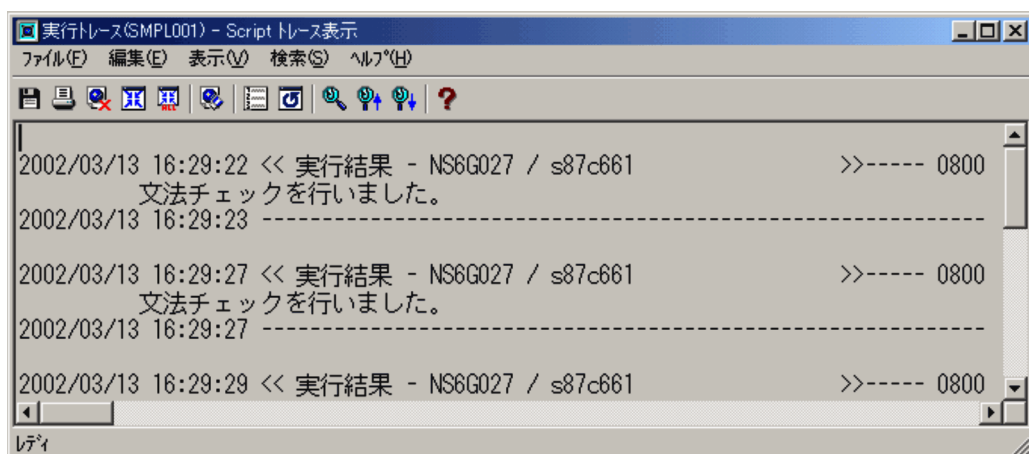 実行トレース(SMPL001) - Script トレース表示
ファイル(F) 編集(E) 表示(V) 検索(S) ヘルプ(H)
2002/03/13 16:29:22 << 実行結果 - NS6G027 / s87c661 >>----- 0800
文法チェックを行いました。
2002/03/13 16:29:23 ------------------------------------------------------------
2002/03/13 16:29:27 << 実行結果 - NS6G027 / s87c661 >>----- 0800
文法チェックを行いました。
2002/03/13 16:29:27 ------------------------------------------------------------
2002/03/13 16:29:29 << 実行結果 - NS6G027 / s87c661 >>----- 0800
レディ